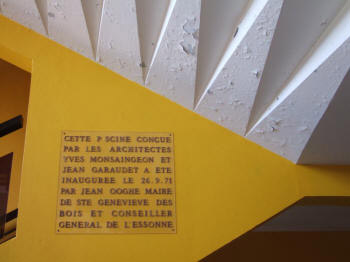 CETTE P SCINE CONÇUE
PAR LES ARCHITECTES
YVES MONSAINGEON ET
JEAN GARAUDET A ETE
INAUGUREE LE 26.9.71
PAR JEAN OOGHE MAIRE
DE STE GENEVIEVE DES
BOIS ET CONSEILLER
GENERAL DE L'ESSONNE